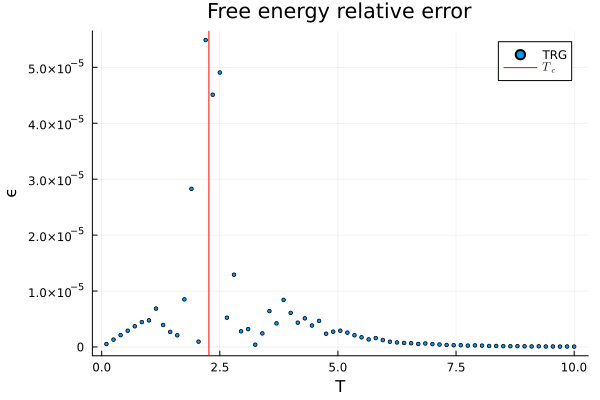 Free energy relative error
TRG
T_c
5.0×10⁻⁵
4.0×10⁻⁵
3.0×10⁻⁵
2.0×10⁻⁵
1.0×10⁻⁵
0
ϵ
0.0 2.5 5.0 7.5 10.0
T